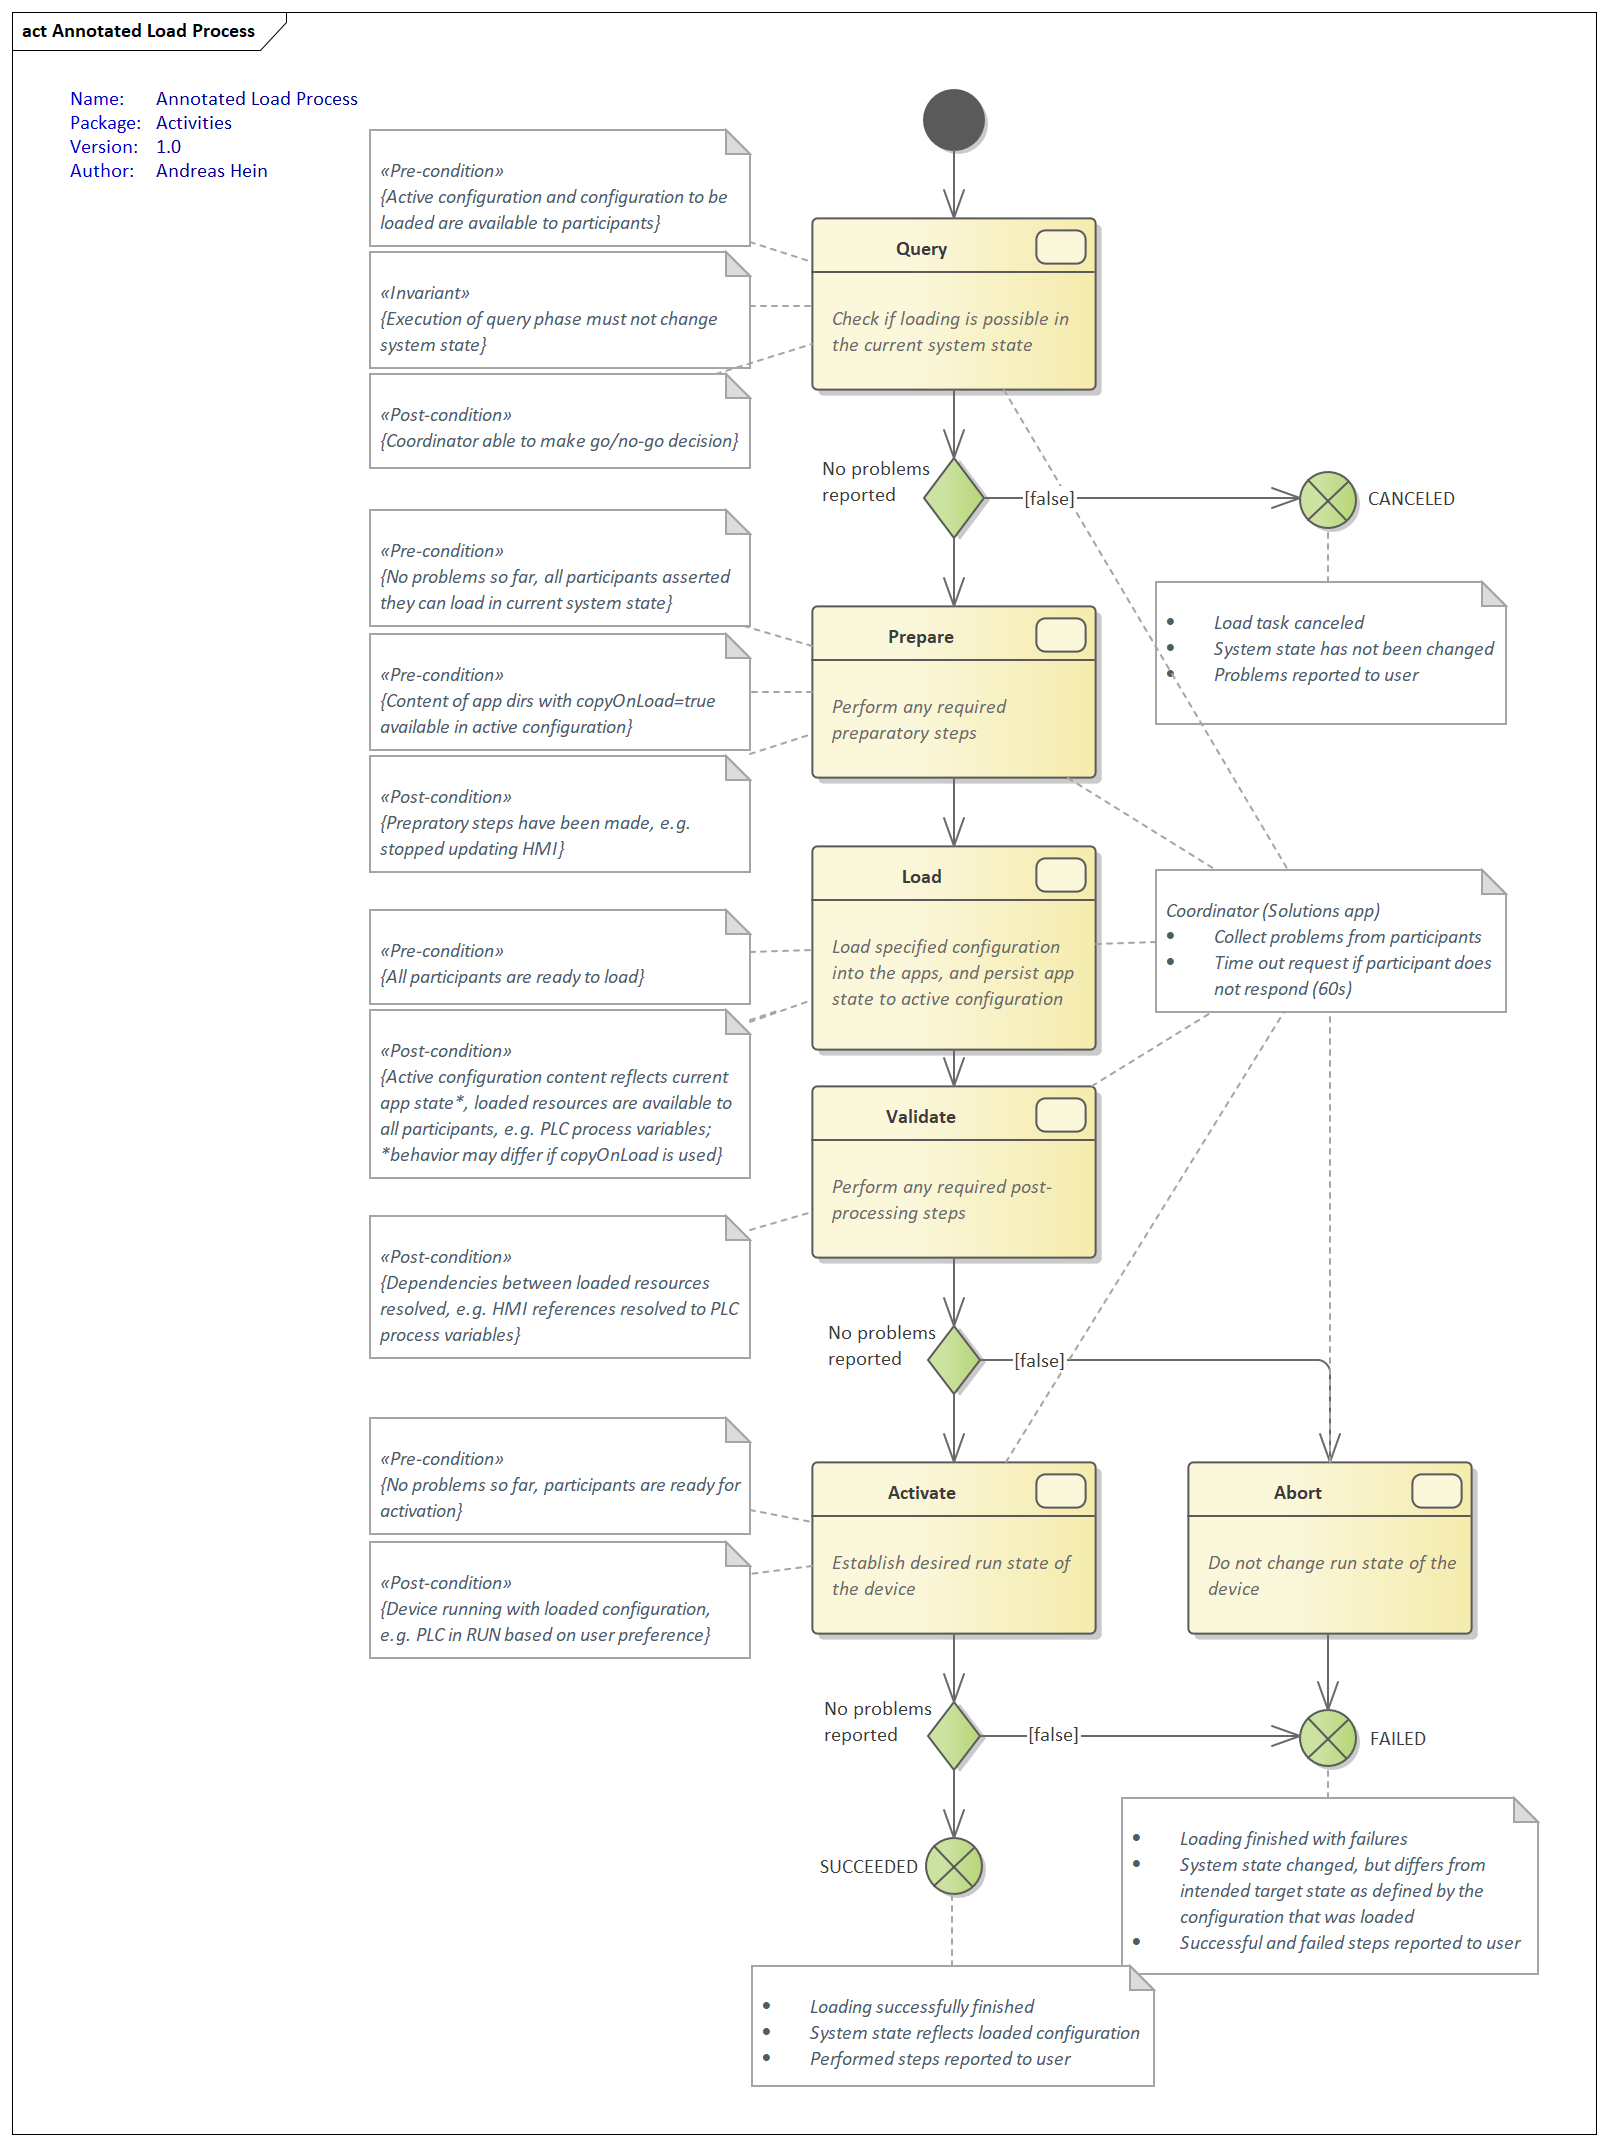 act Annotated Load Process
Name: Annotated Load Process
Package: Activities
Version: 1.0
Author: Andreas Hein
«Pre-condition»
{Active configuration and configuration to be
loaded are available to participants}
«Invariant»
{Execution of query phase must not change
system state}
«Post-condition»
{Coordinator able to make go/no-go decision}
Query
Check if loading is possible in
the current system state
No problems
reported
[false]
CANCELED
Load task canceled
System state has not been changed
Problems reported to user
«Pre-condition»
{No problems so far, all participants asserted
they can load in current system state}
«Pre-condition»
{Content of app dirs with copyOnLoad=true
available in active configuration}
«Post-condition»
{Prepratory steps have been made, e.g.
stopped updating HMI}
Prepare
Perform any required
preparatory steps
«Pre-condition»
{All participants are ready to load}
«Post-condition»
{Active configuration content reflects current
app state*, loaded resources are available to
all participants, e.g. PLC process variables;
*behavior may differ if copyOnLoad is used}
Load
Load specified configuration
into the apps, and persist app
state to active configuration
Coordinator (Solutions app)
Collect problems from participants
Time out request if participant does
not respond (60s)
Validate
Perform any required post-
processing steps
«Post-condition»
{Dependencies between loaded resources
resolved, e.g. HMI references resolved to PLC
process variables}
No problems
reported
[false]
«Pre-condition»
{No problems so far, participants are ready for
activation}
«Post-condition»
{Device running with loaded configuration,
e.g. PLC in RUN based on user preference}
Activate
Establish desired run state of
the device
Abort
Do not change run state of the
device
No problems
reported
[false]
FAILED
Loading finished with failures
System state changed, but differs from
intended target state as defined by the
configuration that was loaded
Successful and failed steps reported to user
SUCCEEDED
Loading successfully finished
System state reflects loaded configuration
Performed steps reported to user